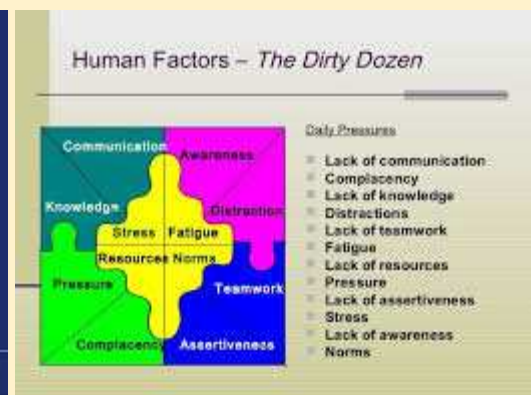 Human Factors – The Dirty Dozen
Communication
Awareness
Knowledge
Distraction
Stress
Fatigue
Resources
Norms
Pressure
Teamwork
Complacency
Assertiveness
Daily Pressures
Lack of communication
Complacency
Lack of knowledge
Distractions
Lack of teamwork
Fatigue
Lack of resources
Pressure
Lack of assertiveness
Stress
Lack of awareness
Norms